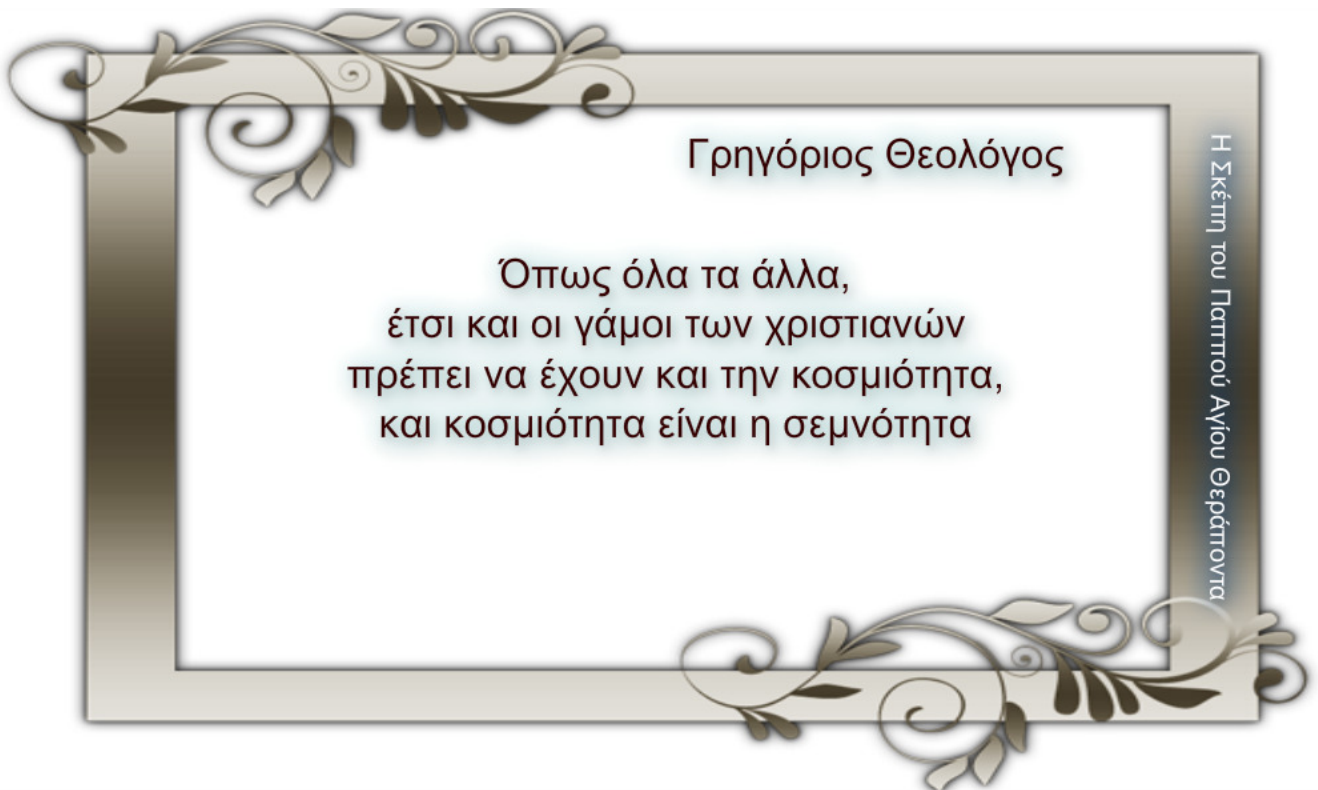 Γρηγόριος Θεολόγος
Όπως όλα τα άλλα,
έτσι και οι γάμοι των χριστιανών
πρέπει να έχουν και την κοσμιότητα,
και κοσμιότητα είναι η σεμνότητα
Η Σκέπη του Παππού Αγίου Θεράποντα